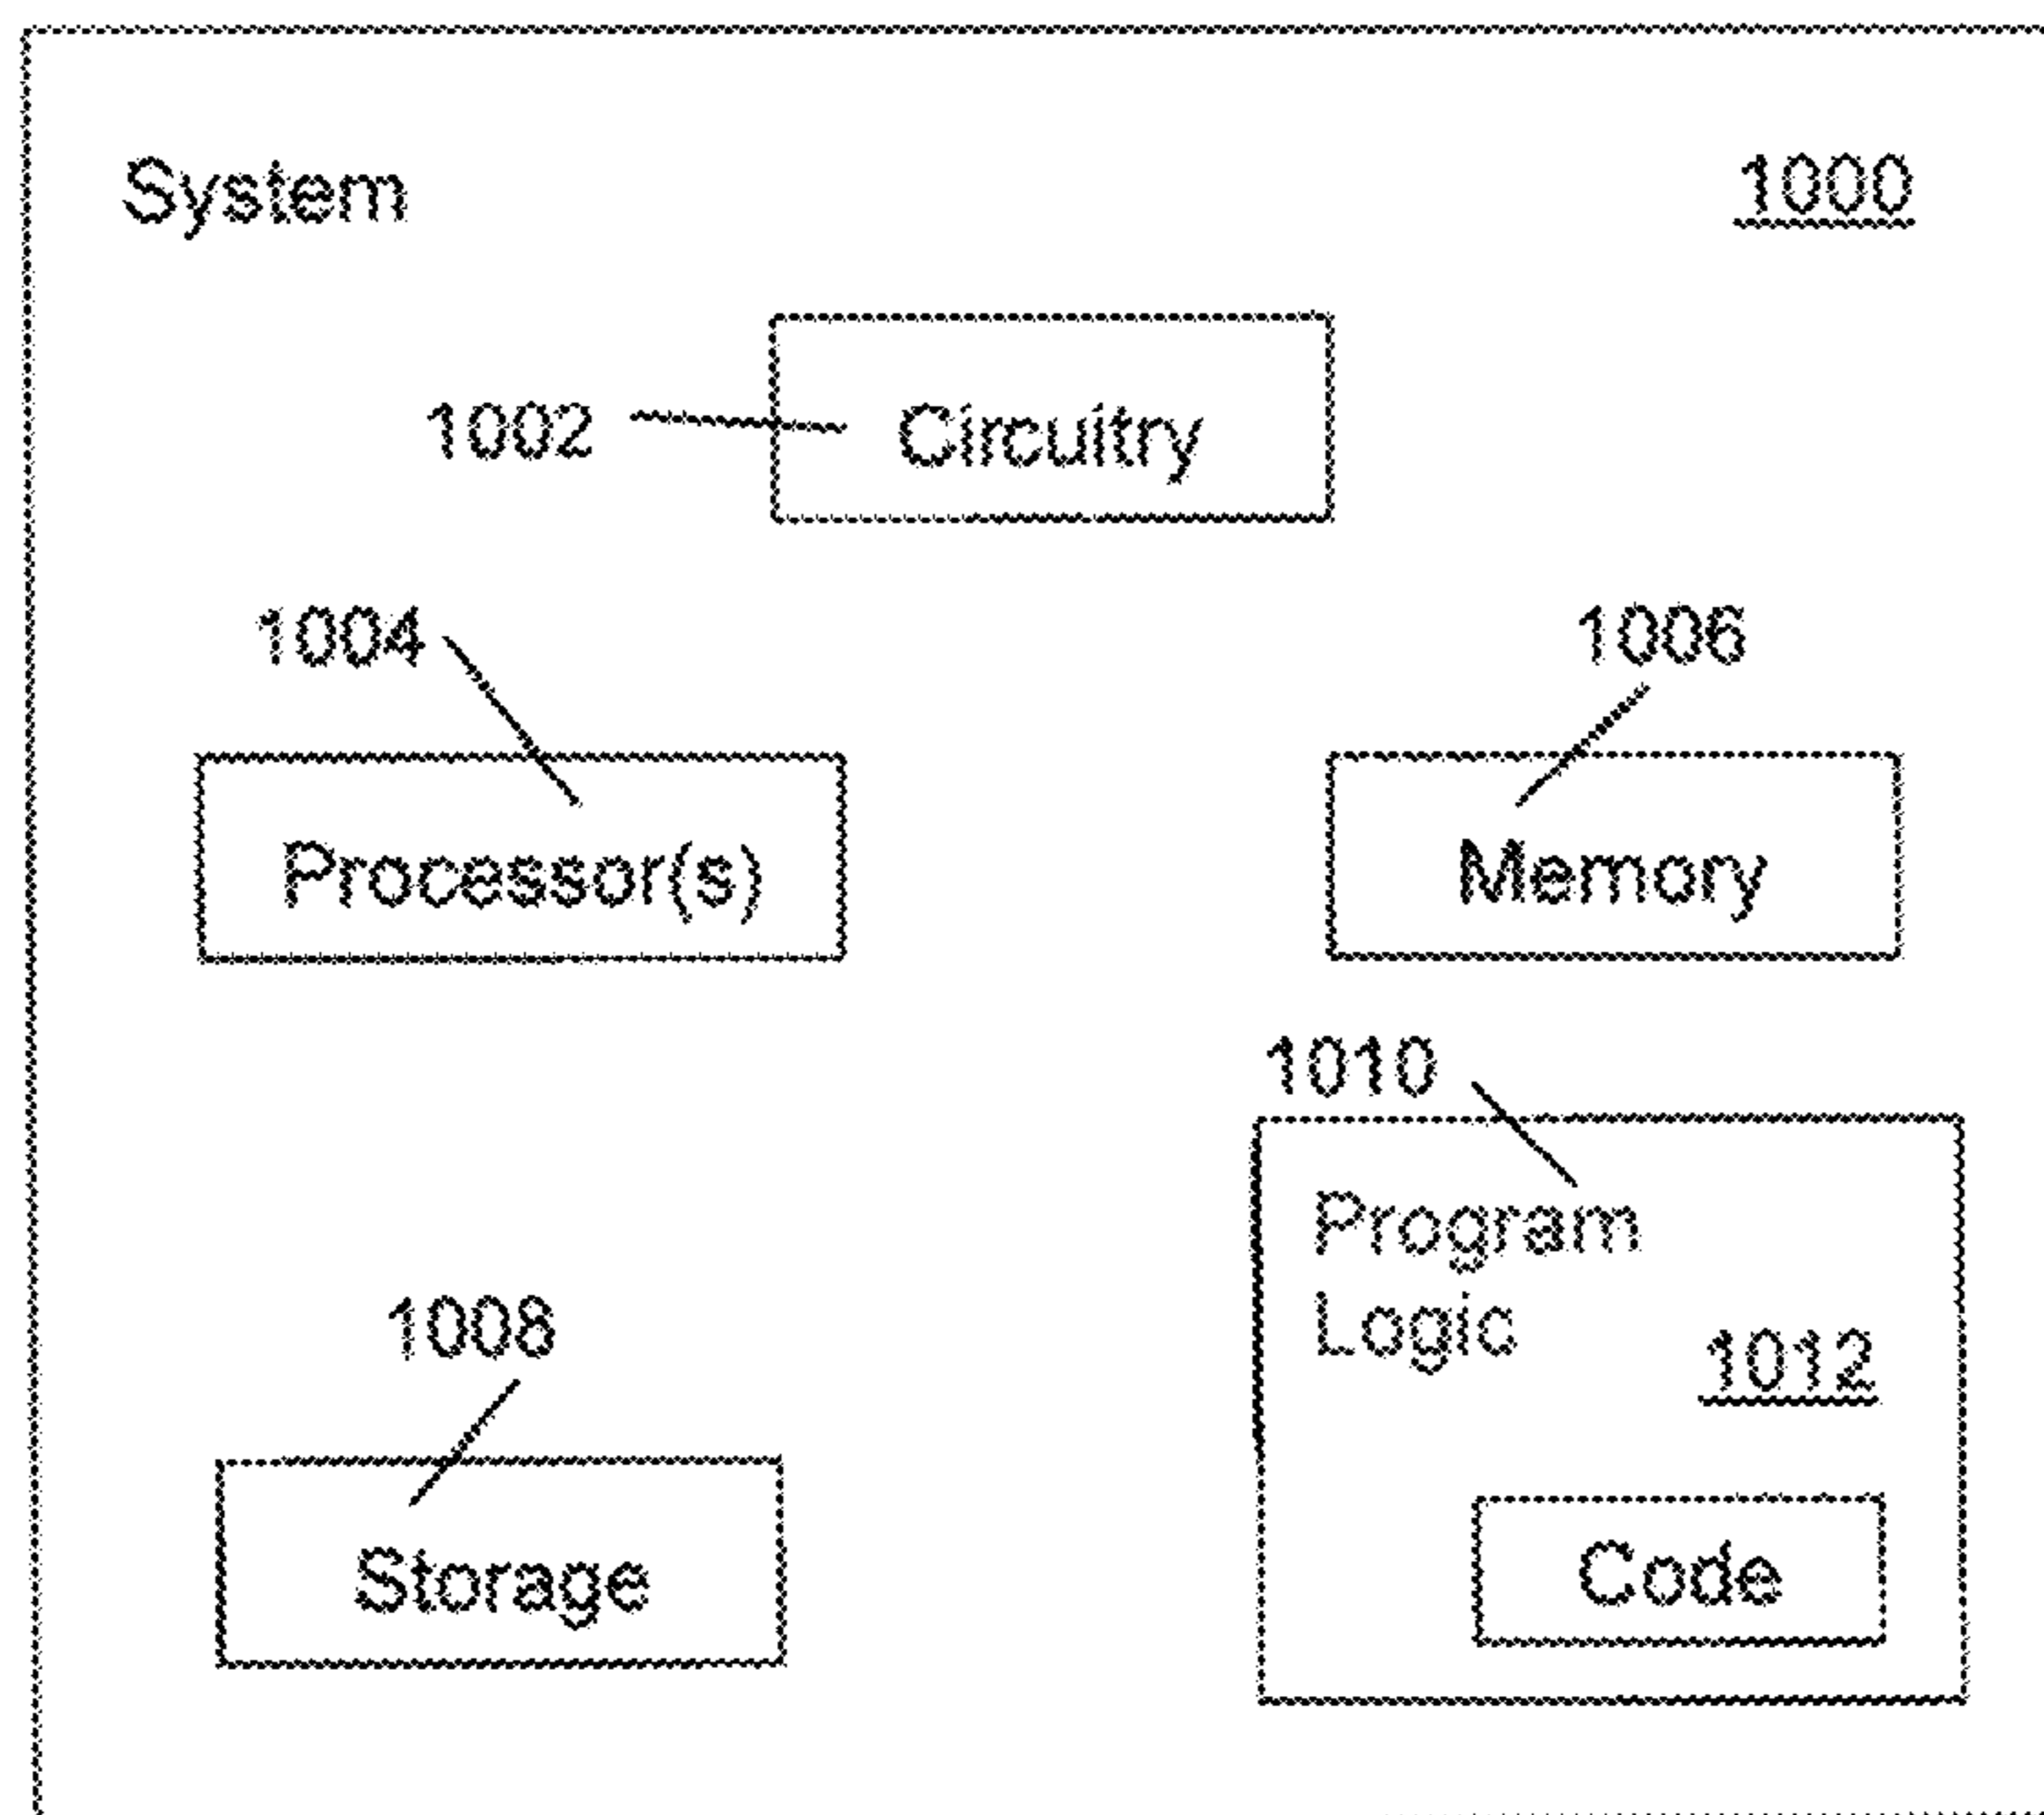 System 1000
1002 Circuitry
1004 1006
Processor(s) Memory
1010
Program
Logic
1012
1008
Storage Code